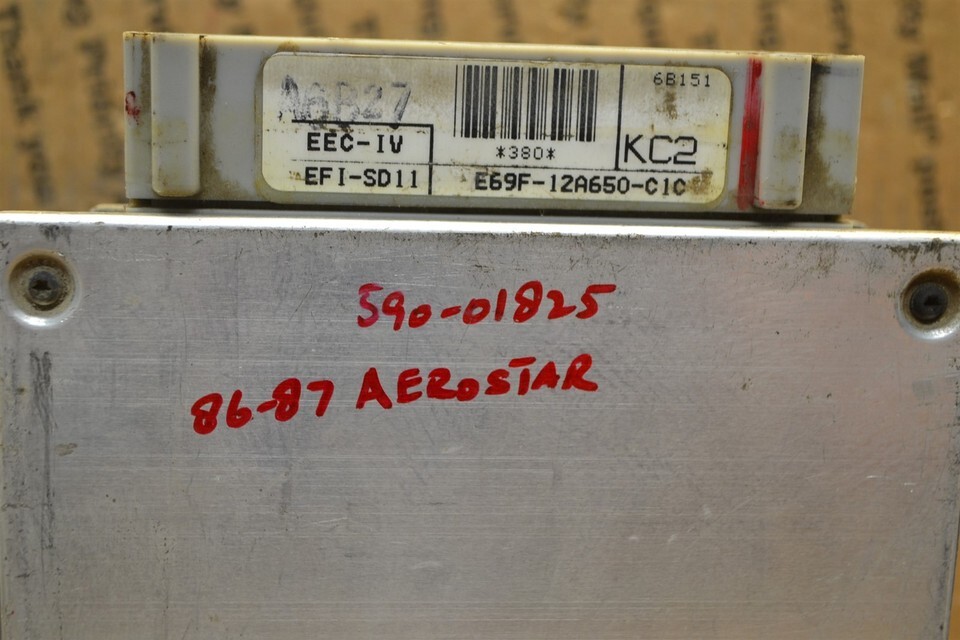 A6B27
6B151
EEC-IV
*380*
KC2
EFI-SD11
E69F-12A650-C1C
590-01825
86-87 AEROSTAR